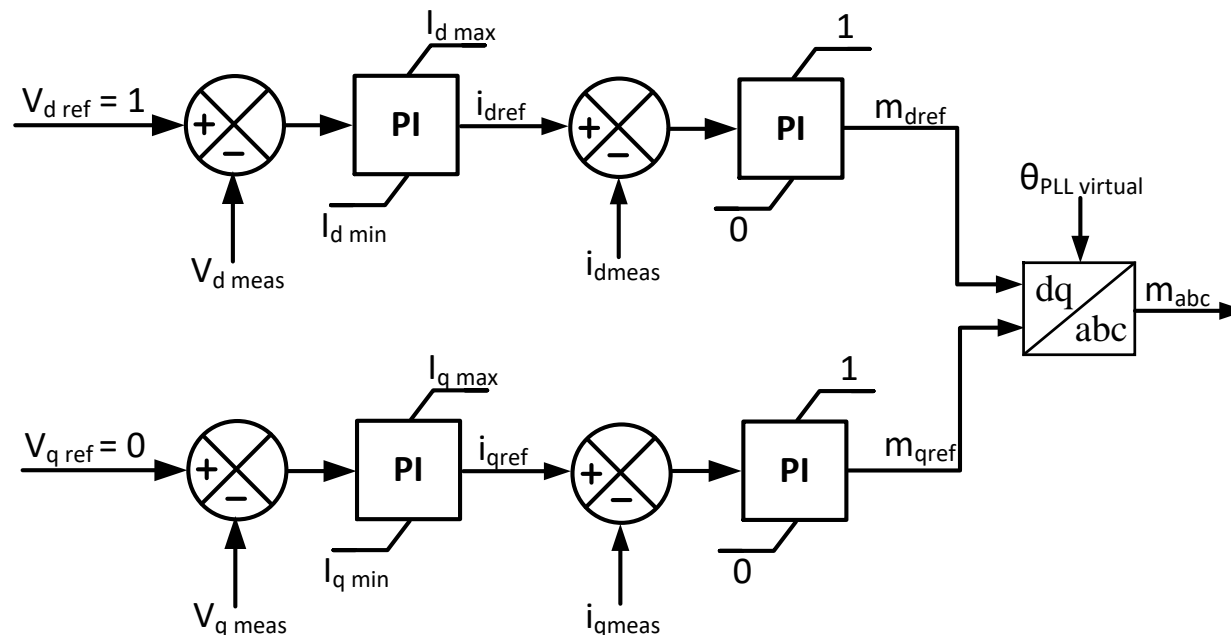 I d max
1
V d ref = 1
+
−
PI
i dref
+
−
PI
m dref
I d min
0
V d meas
i dmeas
θ PLL virtual
dq
abc
m abc
I q max
1
V q ref = 0
+
−
PI
i qref
+
−
PI
m qref
I q min
0
V q meas
i qmeas